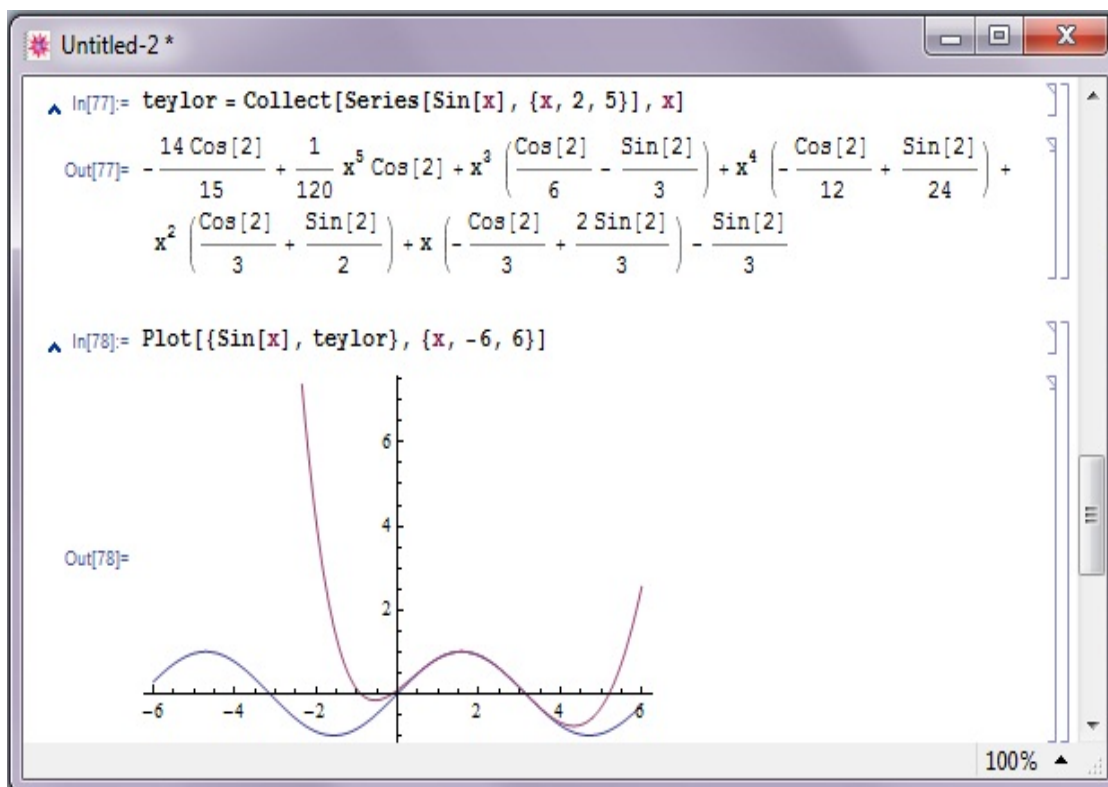 Untitled-2 *
In[77]:= teylor = Collect[Series[Sin[x], {x, 2, 5}], x]
Out[77]= - 14 Cos[2]/15 + 1/120 x^5 Cos[2] + x^3 (Cos[2]/6 - Sin[2]/3) + x^4 (- Cos[2]/12 + Sin[2]/24) +
x^2 (Cos[2]/3 + Sin[2]/2) + x (- Cos[2]/3 + 2 Sin[2]/3) - Sin[2]/3
In[78]:= Plot[{Sin[x], teylor}, {x, -6, 6}]
Out[78]=
6
4
2
-6 -4 -2 2 4 6
100%